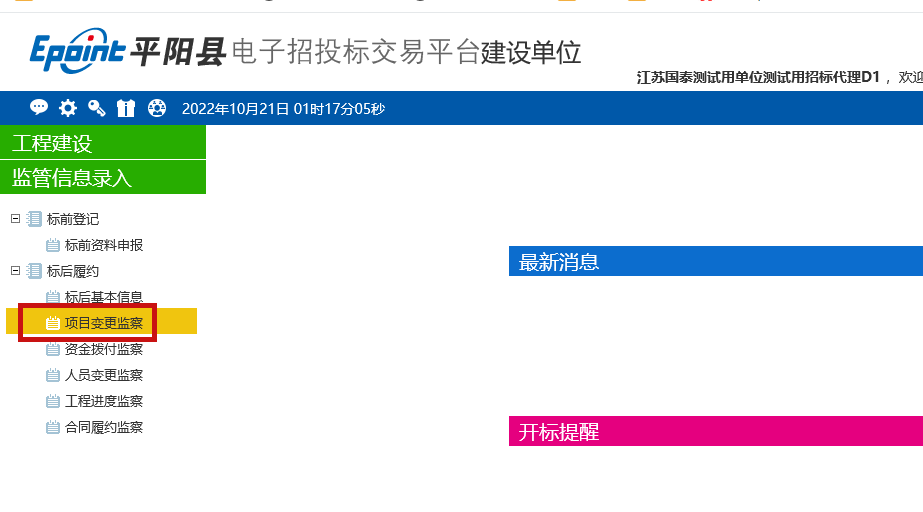 Epoint 平阳县 电子招投标交易平台建设单位
江苏国泰测试用单位测试用招标代理D1 ，欢迎
2022年10月21日 01时17分05秒
工程建设
监管信息录入
标前登记
标前资料申报
标后履约
标后基本信息
项目变更监察
资金拨付监察
人员变更监察
工程进度监察
合同履约监察
最新消息
开标提醒